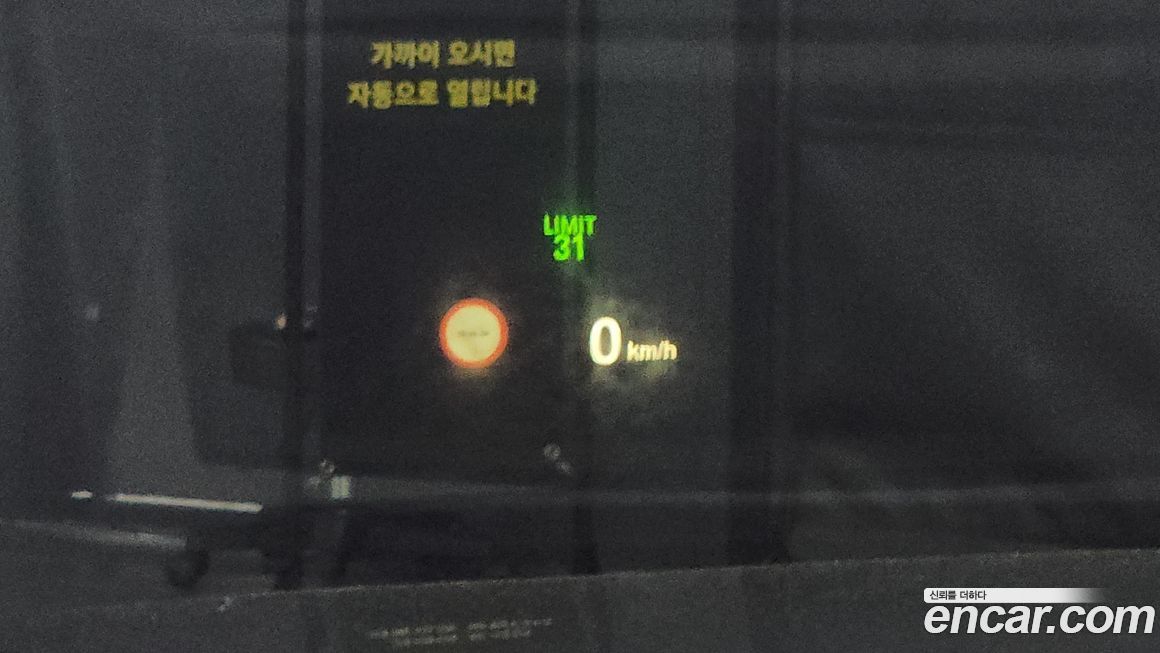 가까이 오시면
자동으로 열립니다
LIMIT
31
0 km/h
신뢰를 더하다
encar.com